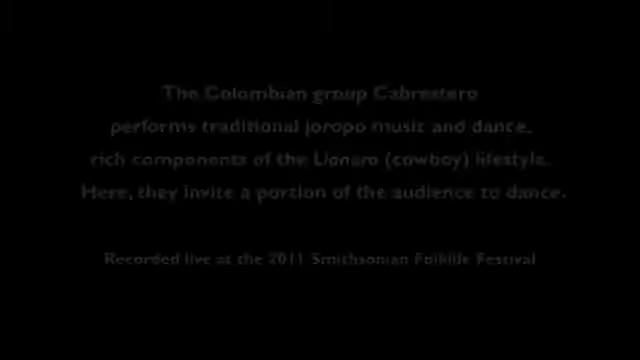 The Colombian group Cabrestero
performs traditional joropo music and dance,
rich components of the Llanero (cowboy) lifestyle.
Here, they invite a portion of the audience to dance.
Recorded live at the 2011 Smithsonian Folklife Festival